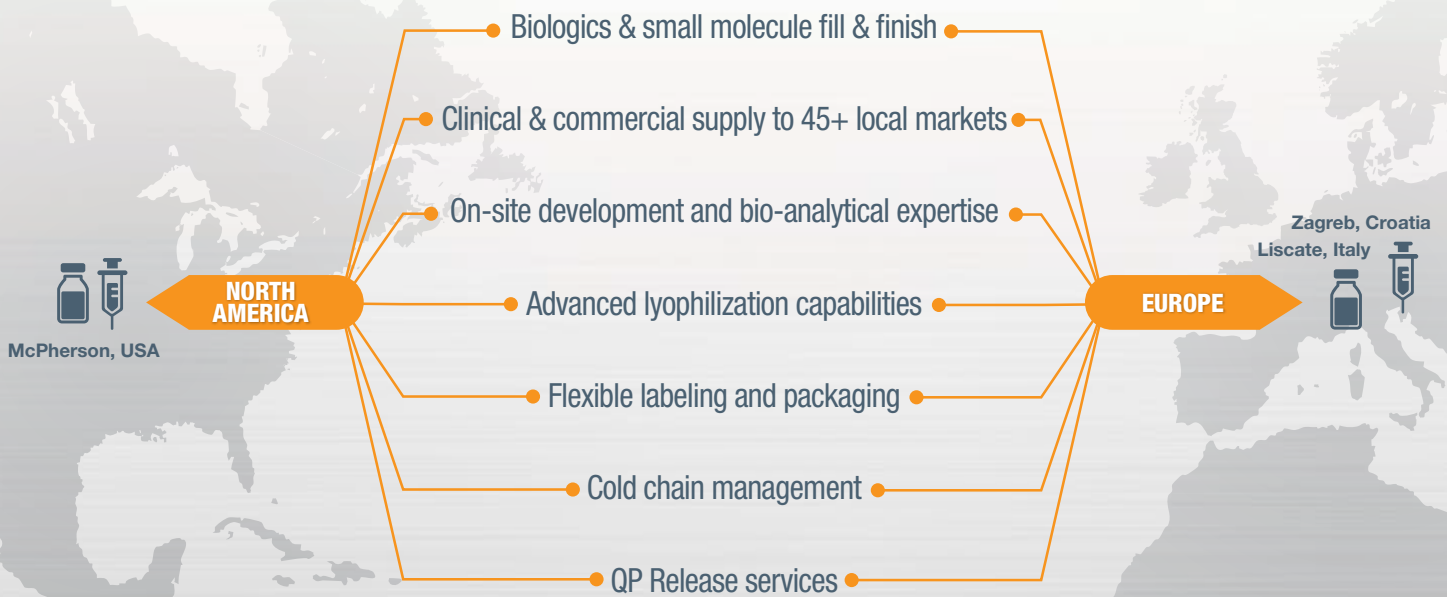 Biologics & small molecule fill & finish
Clinical & commercial supply to 45+ local markets
On-site development and bio-analytical expertise
Zagreb, Croatia
Liscate, Italy
NORTH
AMERICA
Advanced lyophilization capabilities
EUROPE
McPherson, USA
Flexible labeling and packaging
Cold chain management
QP Release services